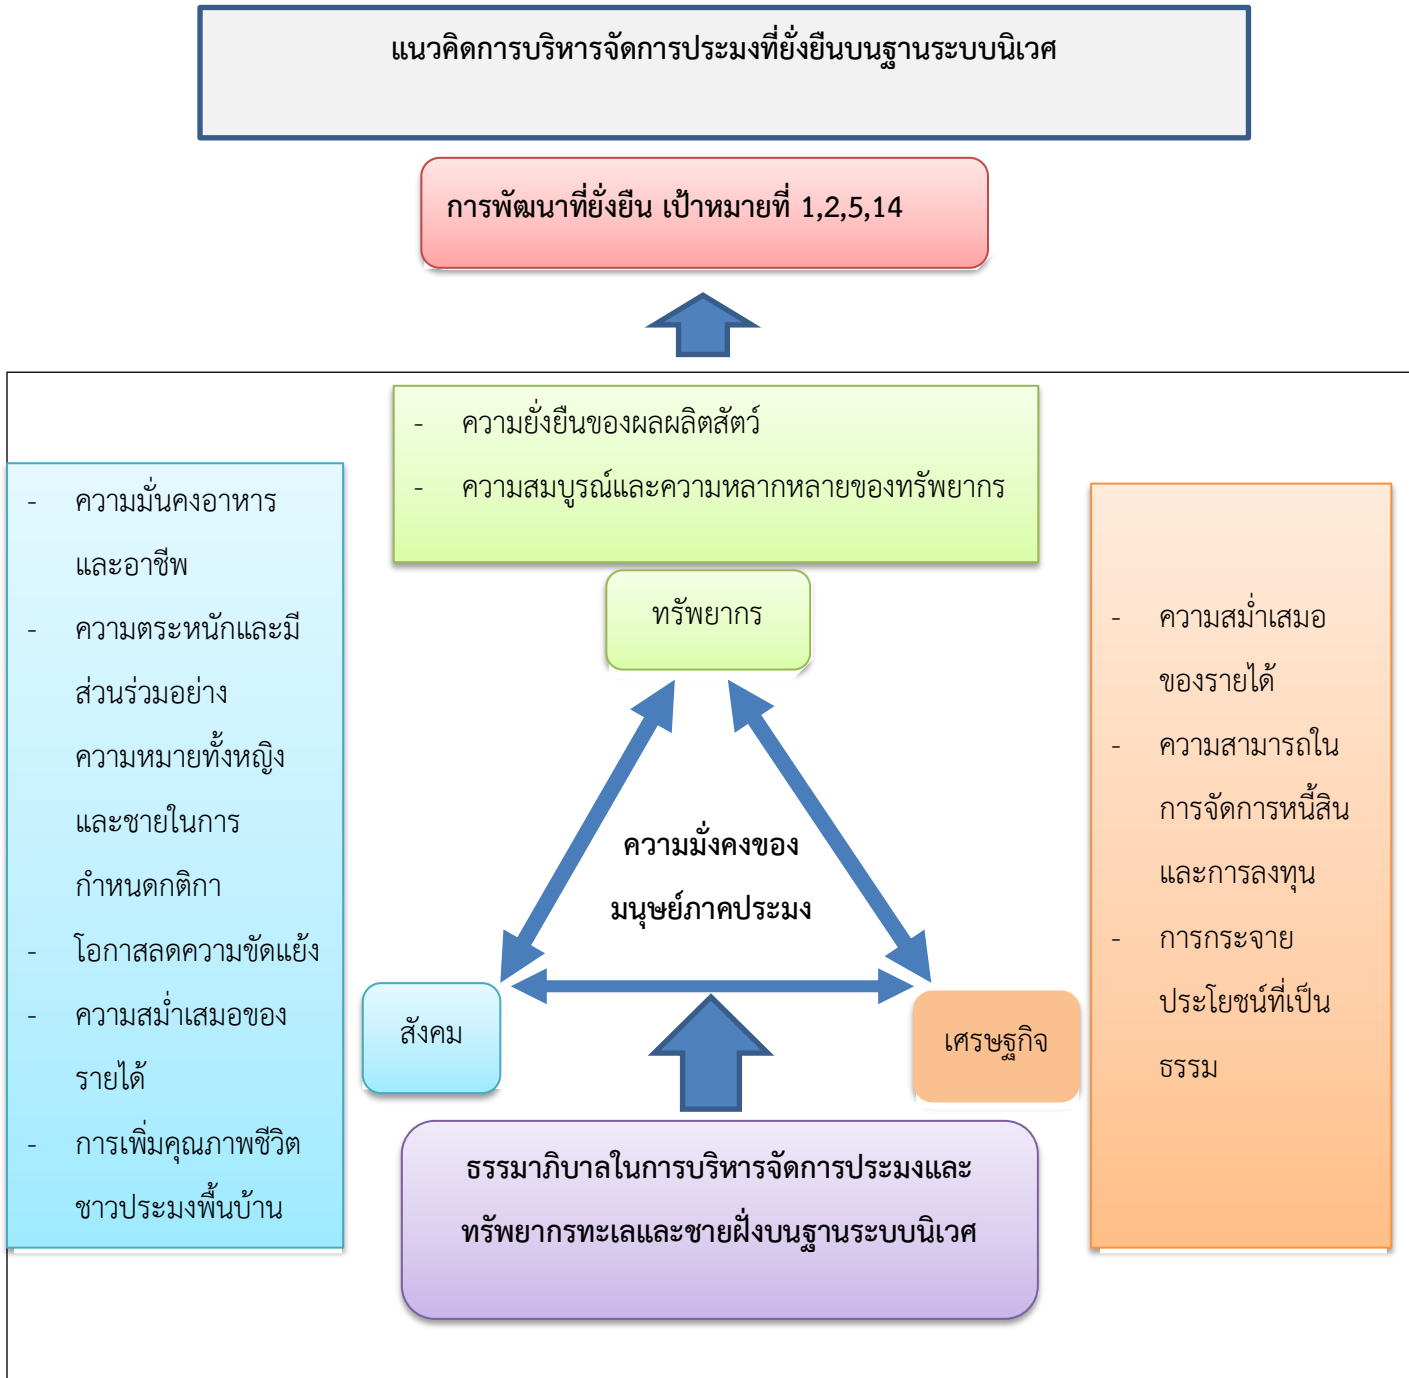 แนวคิดการบริหารจัดการประมงที่ยั่งยืนบนฐานระบบนิเวศ
การพัฒนาที่ยั่งยืน เป้าหมายที่ 1,2,5,14
- ความยั่งยืนของผลผลิตสัตว์
- ความสมบูรณ์และความหลากหลายของทรัพยากร
ทรัพยากร
- ความมั่นคงอาหาร
และอาชีพ
- ความตระหนักและมี
ส่วนร่วมอย่าง
ความหมายทั้งหญิง
และชายในการ
กำหนดกติกา
- โอกาสลดความขัดแย้ง
- ความสม่ำเสมอของ
รายได้
- การเพิ่มคุณภาพชีวิต
ชาวประมงพื้นบ้าน
ความมั่งคงของ
มนุษย์ภาคประมง
สังคม
เศรษฐกิจ
- ความสม่ำเสมอ
ของรายได้
- ความสามารถใน
การจัดการหนี้สิน
และการลงทุน
- การกระจาย
ประโยชน์ที่เป็น
ธรรม
ธรรมาภิบาลในการบริหารจัดการประมงและ
ทรัพยากรทะเลและชายฝั่งบนฐานระบบนิเวศ